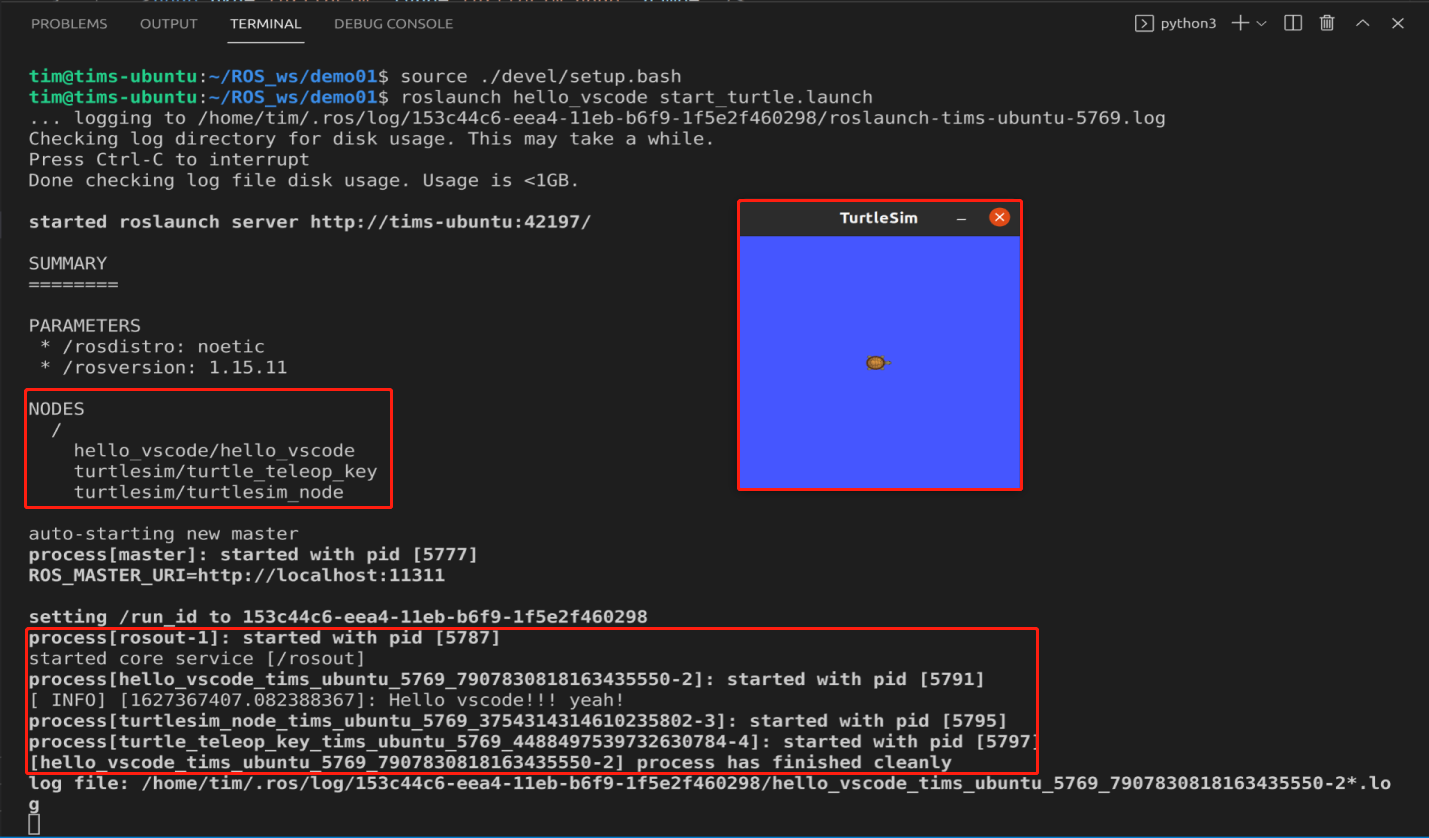 PROBLEMS OUTPUT TERMINAL DEBUG CONSOLE python3
tim@tims-ubuntu:~/ROS_ws/demo01$ source ./devel/setup.bash
tim@tims-ubuntu:~/ROS_ws/demo01$ roslaunch hello_vscode start_turtle.launch
... logging to /home/tim/.ros/log/153c44c6-eea4-11eb-b6f9-1f5e2f460298/roslaunch-tims-ubuntu-5769.log
Checking log directory for disk usage. This may take a while.
Press Ctrl-C to interrupt
Done checking log file disk usage. Usage is <1GB.
started roslaunch server http://tims-ubuntu:42197/
SUMMARY
========
PARAMETERS
* /rosdistro: noetic
* /rosversion: 1.15.11
NODES
/
hello_vscode/hello_vscode
turtlesim/turtle_teleop_key
turtlesim/turtlesim_node
TurtleSim
auto-starting new master
process[master]: started with pid [5777]
ROS_MASTER_URI=http://localhost:11311
setting /run_id to 153c44c6-eea4-11eb-b6f9-1f5e2f460298
process[rosout-1]: started with pid [5787]
started core service [/rosout]
process[hello_vscode_tims_ubuntu_5769_7907830818163435550-2]: started with pid [5791]
[ INFO] [1627367407.082388367]: Hello vscode!!! yeah!
process[turtlesim_node_tims_ubuntu_5769_3754314314610235802-3]: started with pid [5795]
process[turtle_teleop_key_tims_ubuntu_5769_4488497539732630784-4]: started with pid [5797]
[hello_vscode_tims_ubuntu_5769_7907830818163435550-2] process has finished cleanly
log file: /home/tim/.ros/log/153c44c6-eea4-11eb-b6f9-1f5e2f460298/hello_vscode_tims_ubuntu_5769_7907830818163435550-2*.lo
g